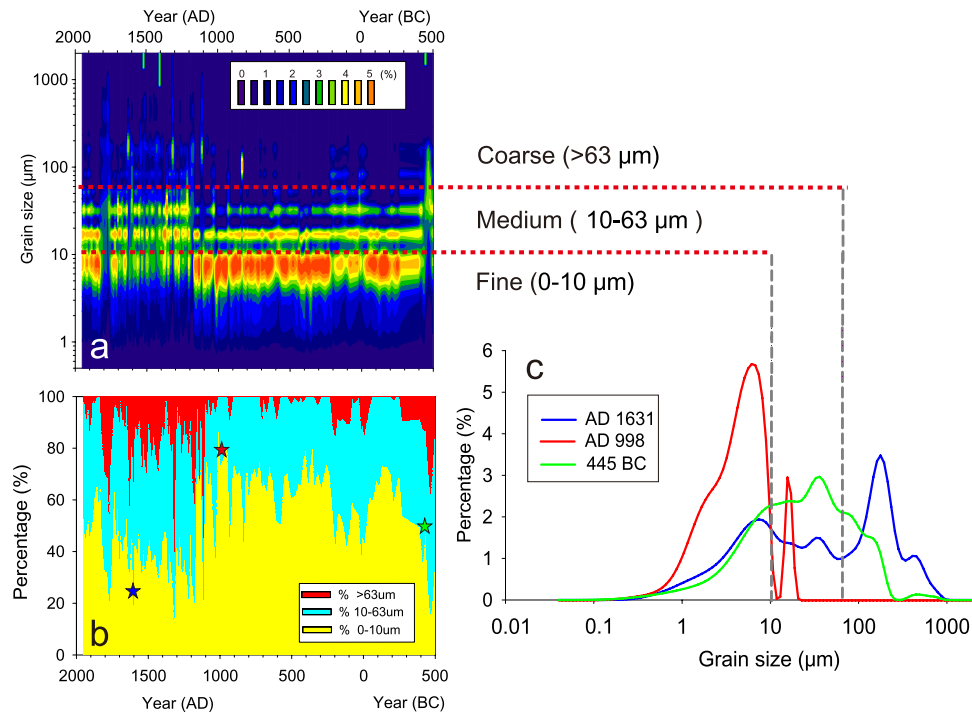 Year (AD) Year (BC)
2000 1500 1000 500 0 500
0 1 2 3 4 5 (%)
1000
100
10
1
Grain size (µm)
a
Coarse (>63 µm)
Medium ( 10-63 µm )
Fine (0-10 µm)
100
80
60
40
20
0
Percentage (%)
b
% >63um
% 10-63um
% 0-10um
2000 1500 1000 500 0 500
Year (AD) Year (BC)
6
5
4
3
2
1
0
Percentage (%)
c
AD 1631
AD 998
445 BC
0.01 0.1 1 10 100 1000
Grain size (µm)